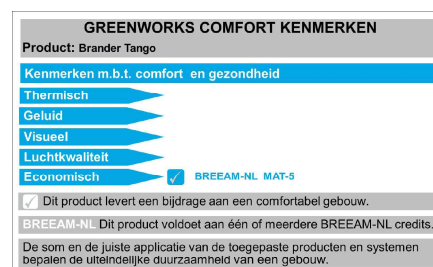 GREENWORKS COMFORT KENMERKEN
Product: Brander Tango
Kenmerken m.b.t. comfort en gezondheid
Thermisch
Geluid
Visueel
Luchtkwaliteit
Economisch BREEAM-NL MAT-5
Dit product levert een bijdrage aan een comfortabel gebouw.
BREEAM-NL Dit product voldoet aan één of meerdere BREEAM-NL credits.
De som en de juiste applicatie van de toegepaste producten en systemen
bepalen de uiteindelijke duurzaamheid van een gebouw.